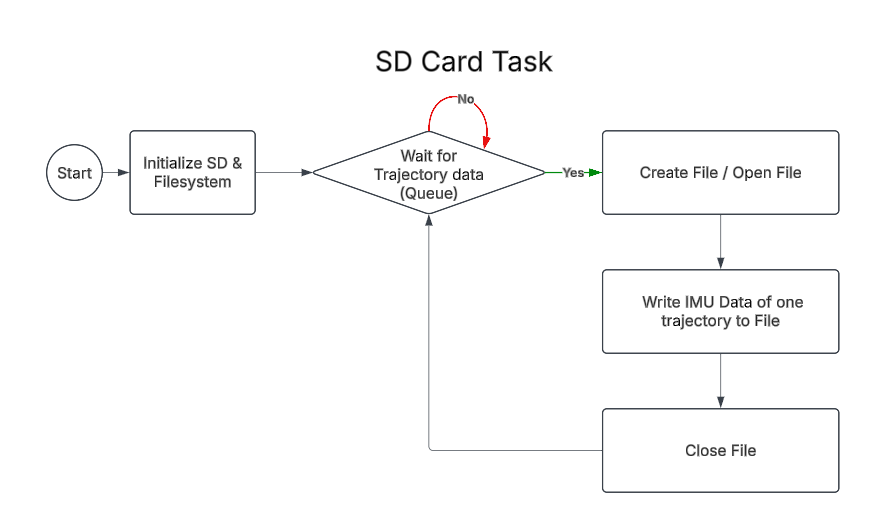 SD Card Task
No
Start
Initialize SD &
Filesystem
Wait for
Trajectory data
(Queue)
Yes
Create File / Open File
Write IMU Data of one
trajectory to File
Close File